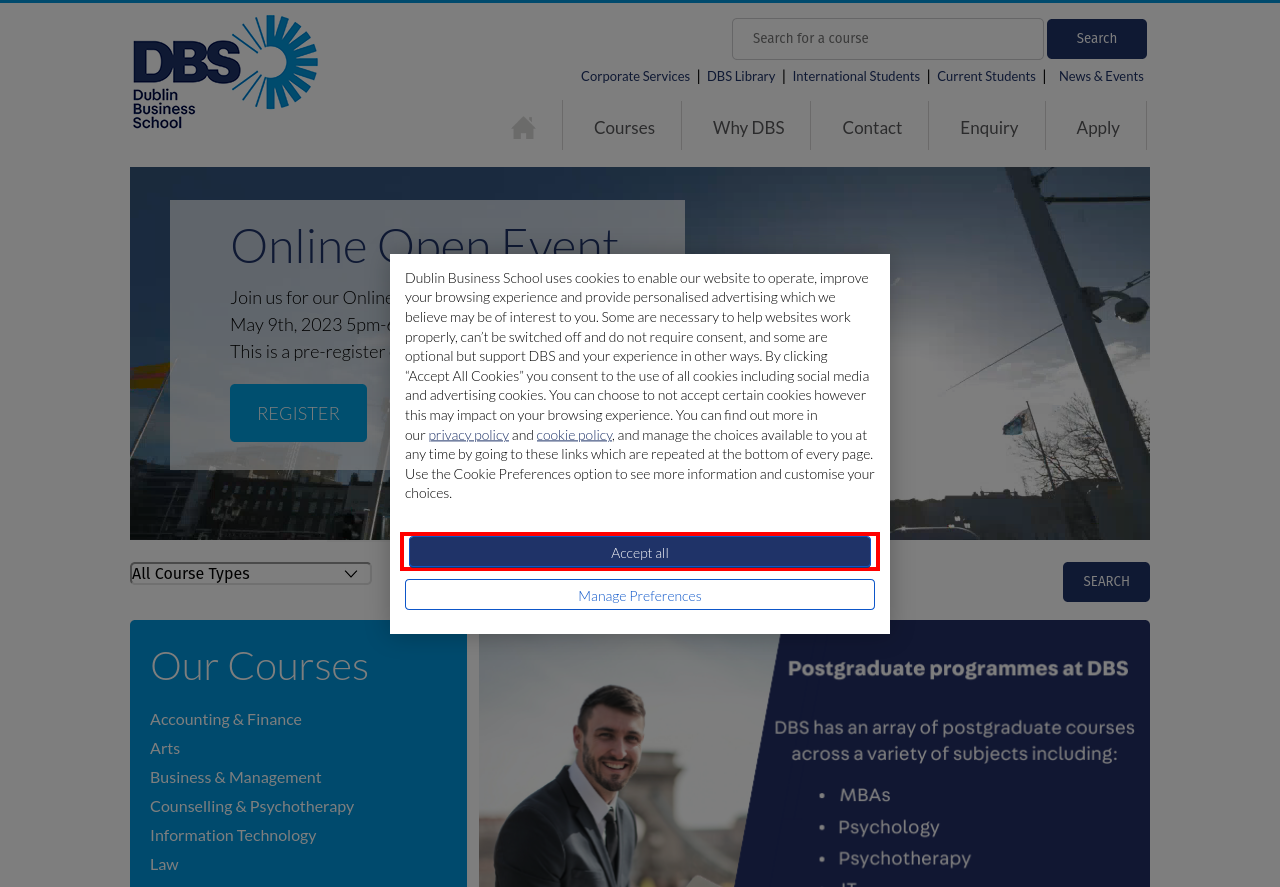 DBS
Dublin
Business
School
Search for a course
Search
Corporate Services | DBS Library | International Students | Current Students | News & Events
Courses
Why DBS
Contact
Enquiry
Apply
Online Open Event
Join us for our Online
May 9th, 2023 5pm-
This is a pre-register
REGISTER
Dublin Business School uses cookies to enable our website to operate, improve
your browsing experience and provide personalised advertising which we
believe may be of interest to you. Some are necessary to help websites work
properly, can’t be switched off and do not require consent, and some are
optional but support DBS and your experience in other ways. By clicking
“Accept All Cookies” you consent to the use of all cookies including social media
and advertising cookies. You can choose to not accept certain cookies however
this may impact on your browsing experience. You can find out more in
our privacy policy and cookie policy, and manage the choices available to you at
any time by going to these links which are repeated at the bottom of every page.
Use the Cookie Preferences option to see more information and customise your
choices.
Accept all
Manage Preferences
All Course Types
SEARCH
Our Courses
Accounting & Finance
Arts
Business & Management
Counselling & Psychotherapy
Information Technology
Law
Postgraduate programmes at DBS
DBS has an array of postgraduate courses
across a variety of subjects including:
• MBAs
• Psychology
• Psychotherapy